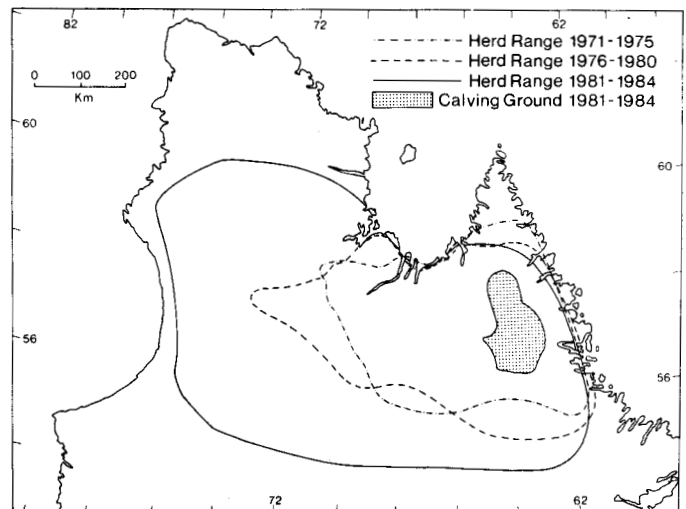 82 72 62
Herd Range 1971-1975
Herd Range 1976-1980
Herd Range 1981-1984
Calving Ground 1981-1984
0 100 200
Km
60 60
56
56
72 62